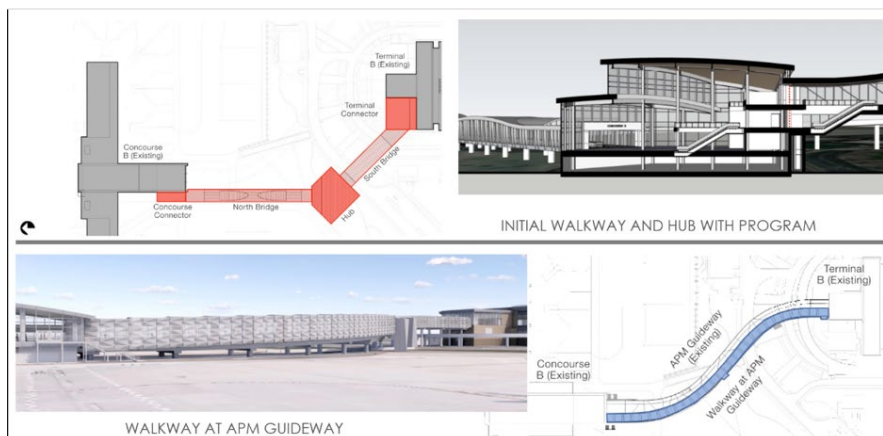 Terminal
B (Existing)
Terminal
Connector
Concourse
B (Existing)
South Bridge
Concourse
Connector
North Bridge
Hub
INITIAL WALKWAY AND HUB WITH PROGRAM
Terminal
B (Existing)
APM Guideway
(Existing)
Concourse
B (Existing)
Walkway at APM
Guideway
WALKWAY AT APM GUIDEWAY